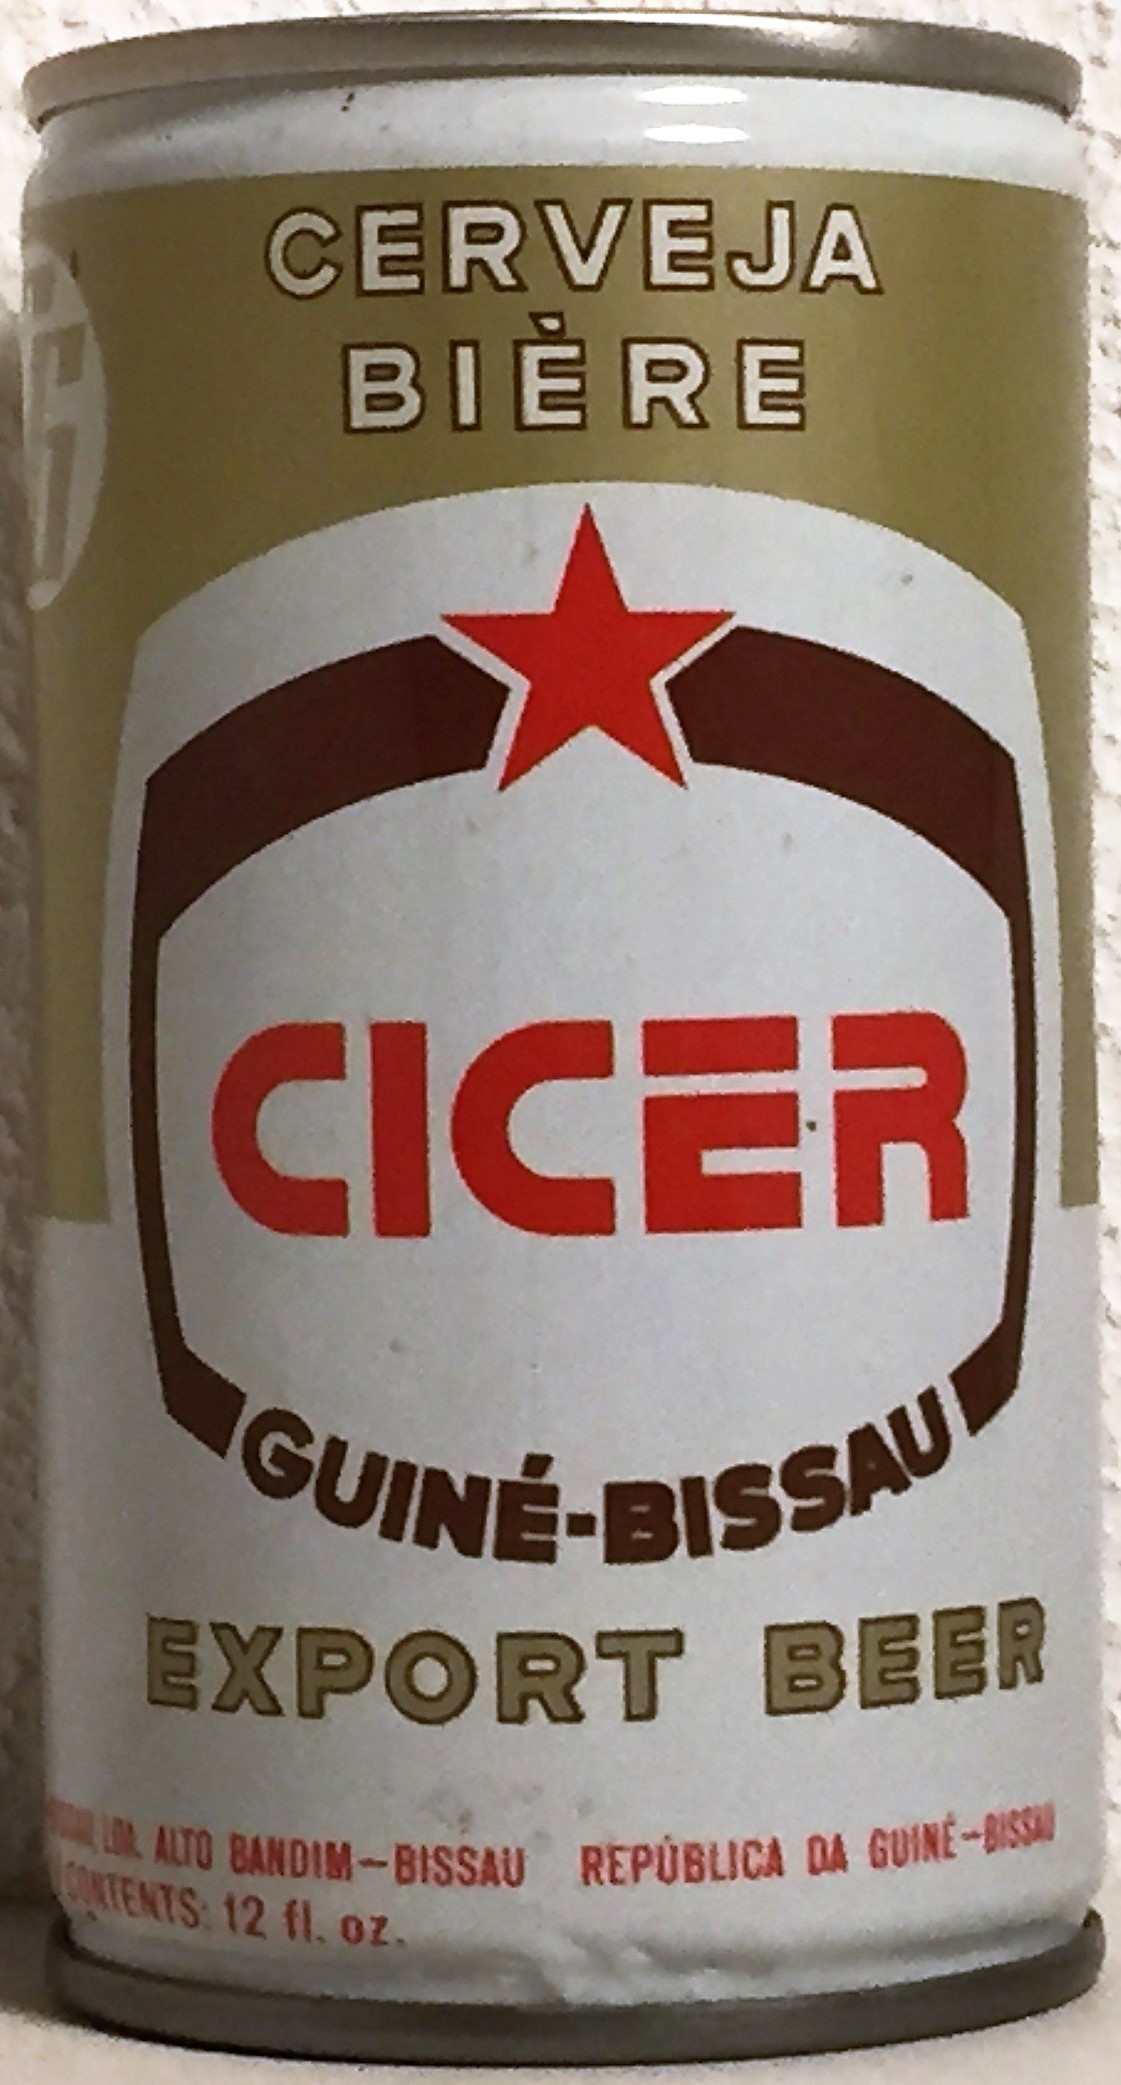 CERVEJA
BIÈRE
CICER
GUINÉ-BISSAU
EXPORT BEER
LDA. ALTO BANDIM-BISSAU REPÚBLICA DA GUINÉ-BISSAU
CONTENTS: 12 fl. oz.